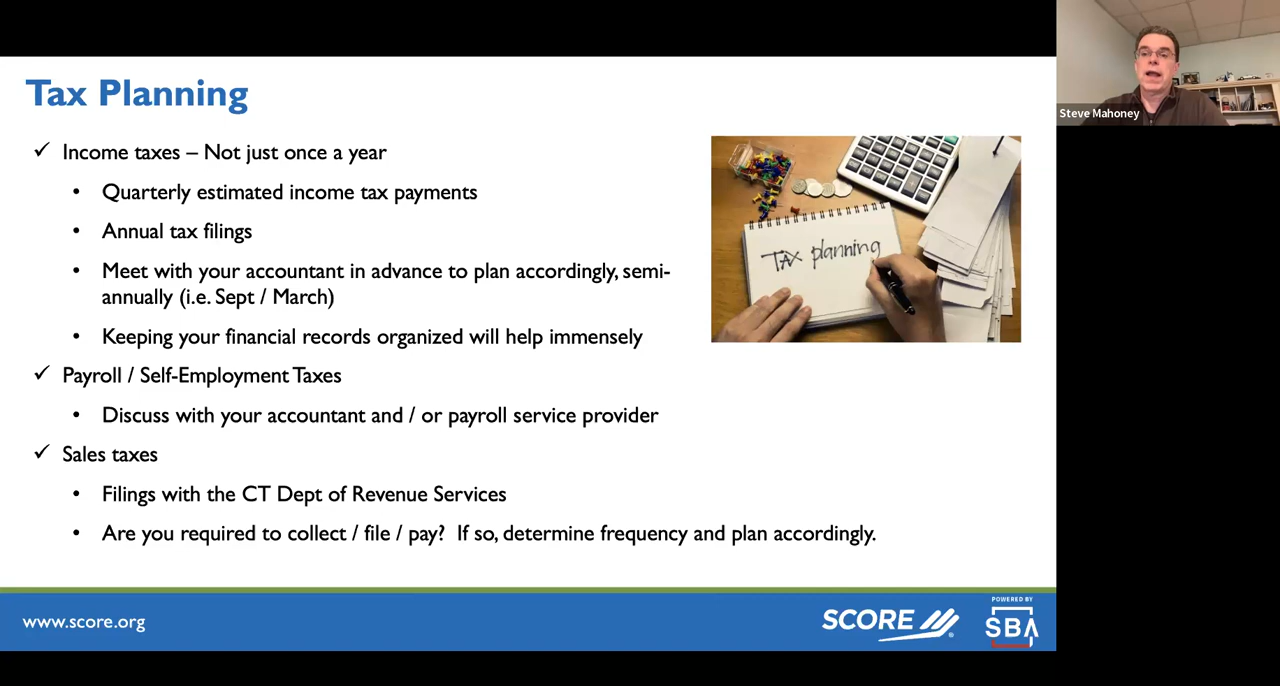 Tax Planning
✓ Income taxes – Not just once a year
• Quarterly estimated income tax payments
• Annual tax filings
• Meet with your accountant in advance to plan accordingly, semi-
annually (i.e. Sept / March)
• Keeping your financial records organized will help immensely
✓ Payroll / Self-Employment Taxes
• Discuss with your accountant and / or payroll service provider
✓ Sales taxes
• Filings with the CT Dept of Revenue Services
• Are you required to collect / file / pay?  If so, determine frequency and plan accordingly.
Tax planning
www.score.org
SCORE
®
POWERED BY
SBA
Steve Mahoney